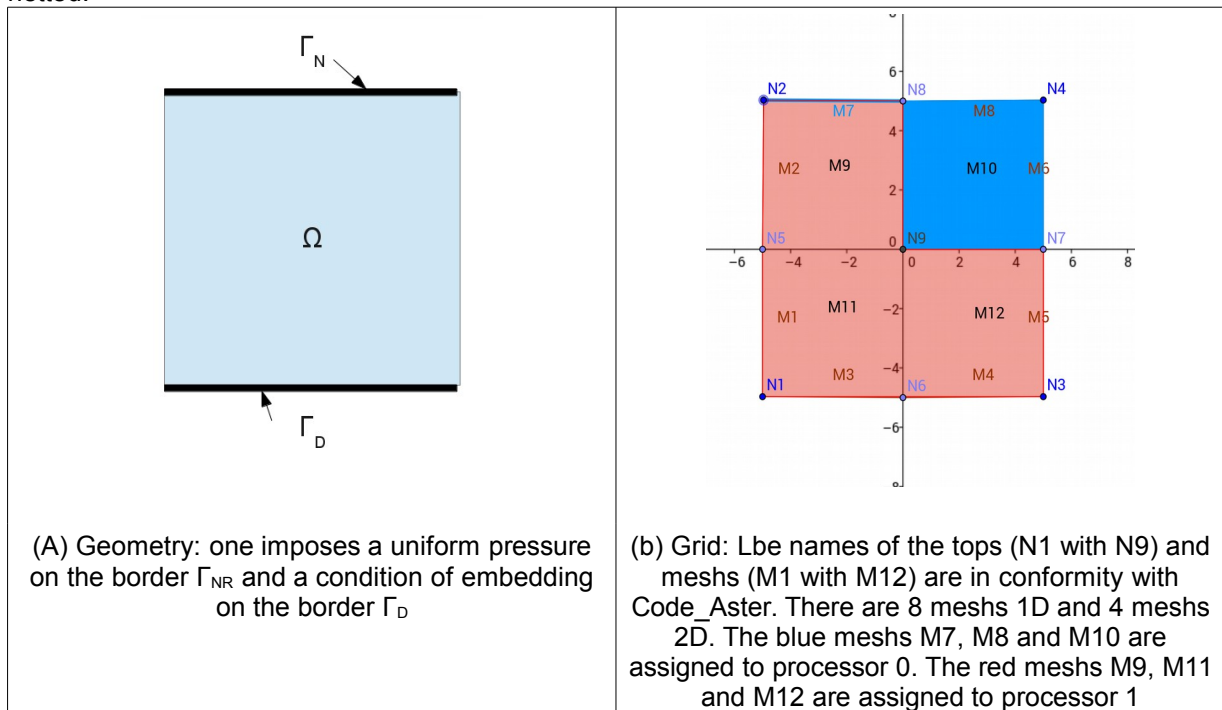 Γ_N
Ω
Γ_D
(A) Geometry: one imposes a uniform pressure
on the border Γ_NR and a condition of embedding
on the border Γ_D
8
6
N2
N8
N4
M7
M8
4
M2
M9
M10
M6
2
N5
0
N9
N7
−6
−4
−2
0
2
4
6
8
M1
M11
−2
M12
M5
M3
−4
M4
N1
N6
N3
−6
(b) Grid: Lbe names of the tops (N1 with N9) and
meshs (M1 with M12) are in conformity with
Code_Aster. There are 8 meshs 1D and 4 meshs
2D. The blue meshs M7, M8 and M10 are
assigned to processor 0. The red meshs M9, M11
and M12 are assigned to processor 1